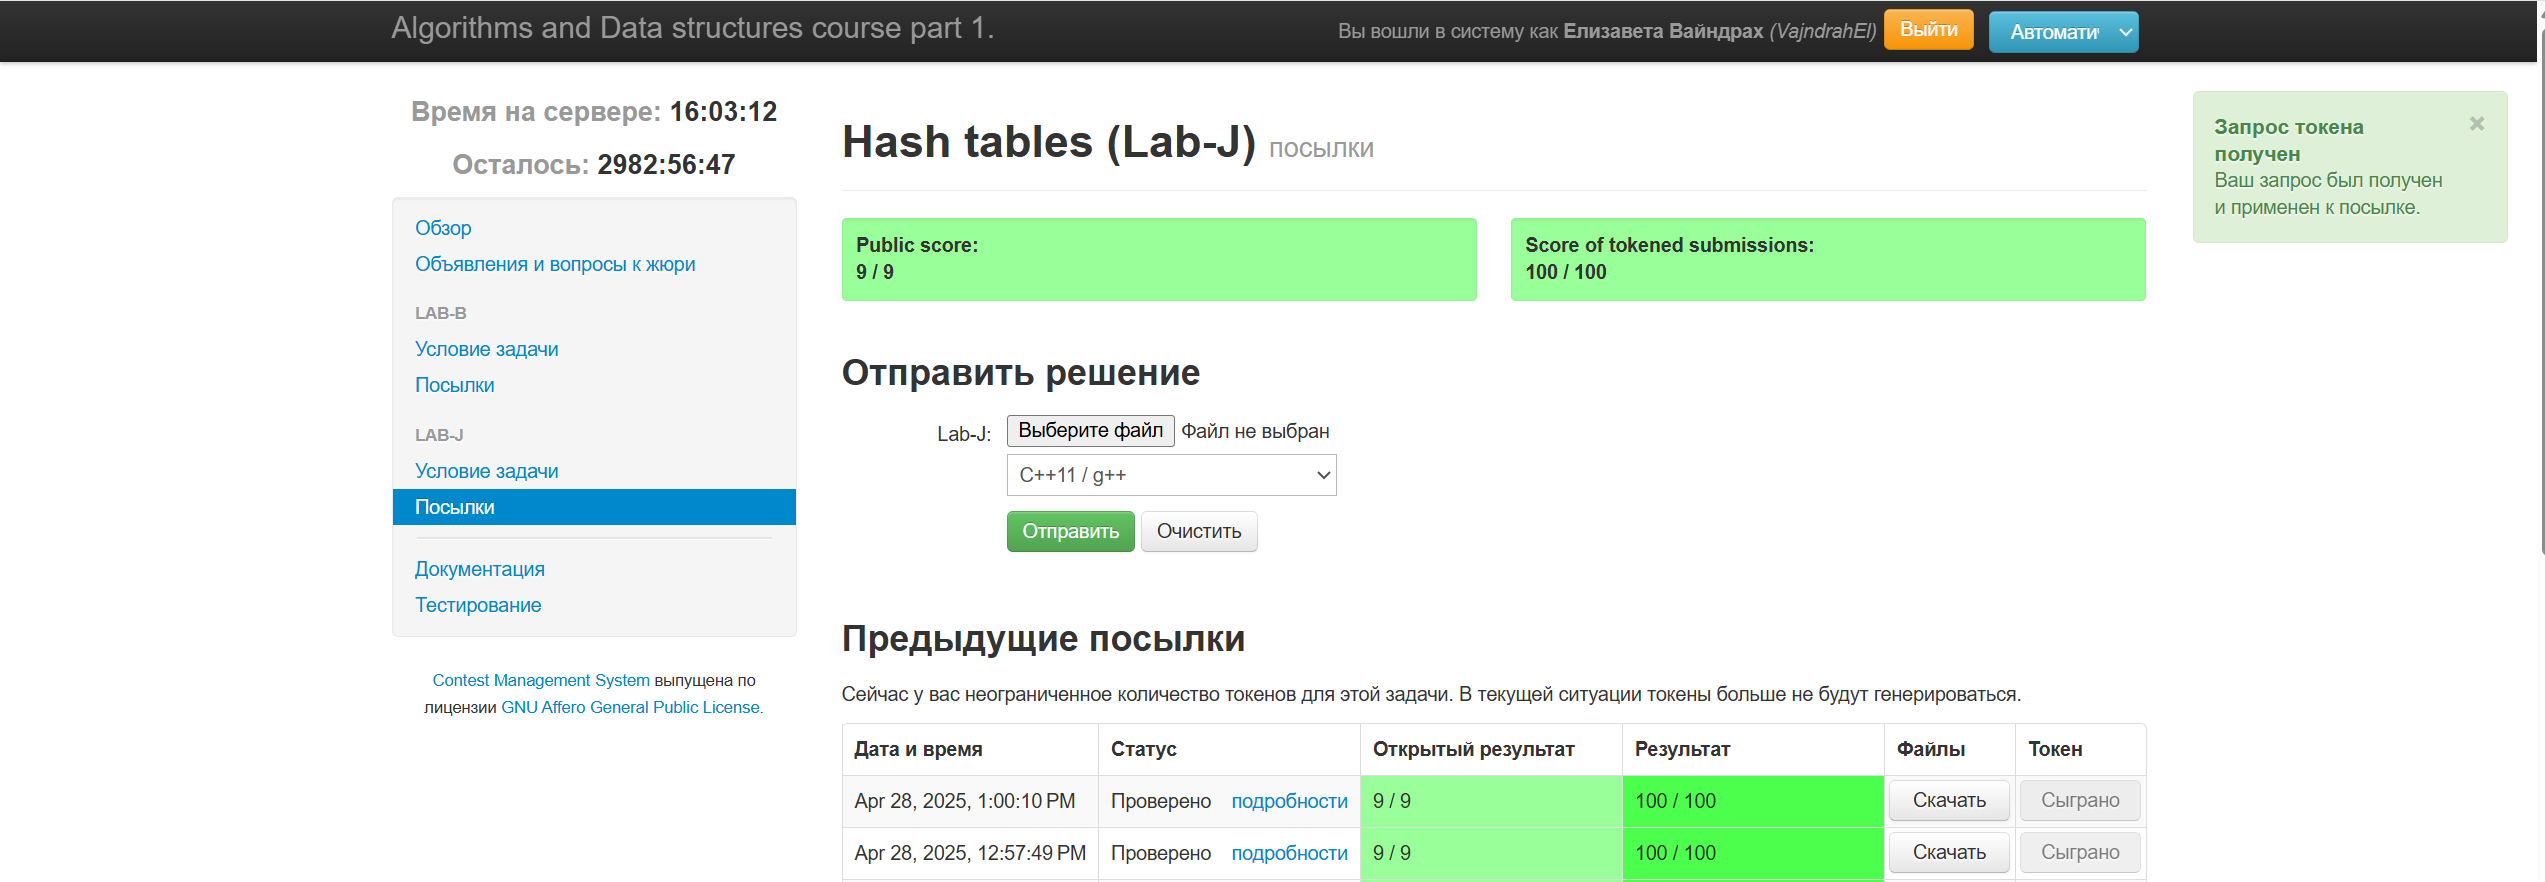 Algorithms and Data structures course part 1.
Вы вошли в систему как Елизавета Вайндрах (VajndrahEl)
Выйти
Автомати
Время на сервере: 16:03:12
Осталось: 2982:56:47
Обзор
Объявления и вопросы к жюри
LAB-B
Условие задачи
Посылки
LAB-J
Условие задачи
Посылки
Документация
Тестирование
Contest Management System выпущена по
лицензии GNU Affero General Public License.
Hash tables (Lab-J) посылки
Public score:
9 / 9
Score of tokened submissions:
100 / 100
Отправить решение
Lab-J:
Выберите файл Файл не выбран
C++11 / g++
Отправить
Очистить
Предыдущие посылки
Сейчас у вас неограниченное количество токенов для этой задачи. В текущей ситуации токены больше не будут генерироваться.
Дата и время Статус Открытый результат Результат Файлы Токен
Apr 28, 2025, 1:00:10 PM Проверено подробности 9 / 9 100 / 100 Скачать Сыграно
Apr 28, 2025, 12:57:49 PM Проверено подробности 9 / 9 100 / 100 Скачать Сыграно
Запрос токена
получен
×
Ваш запрос был получен
и применен к посылке.